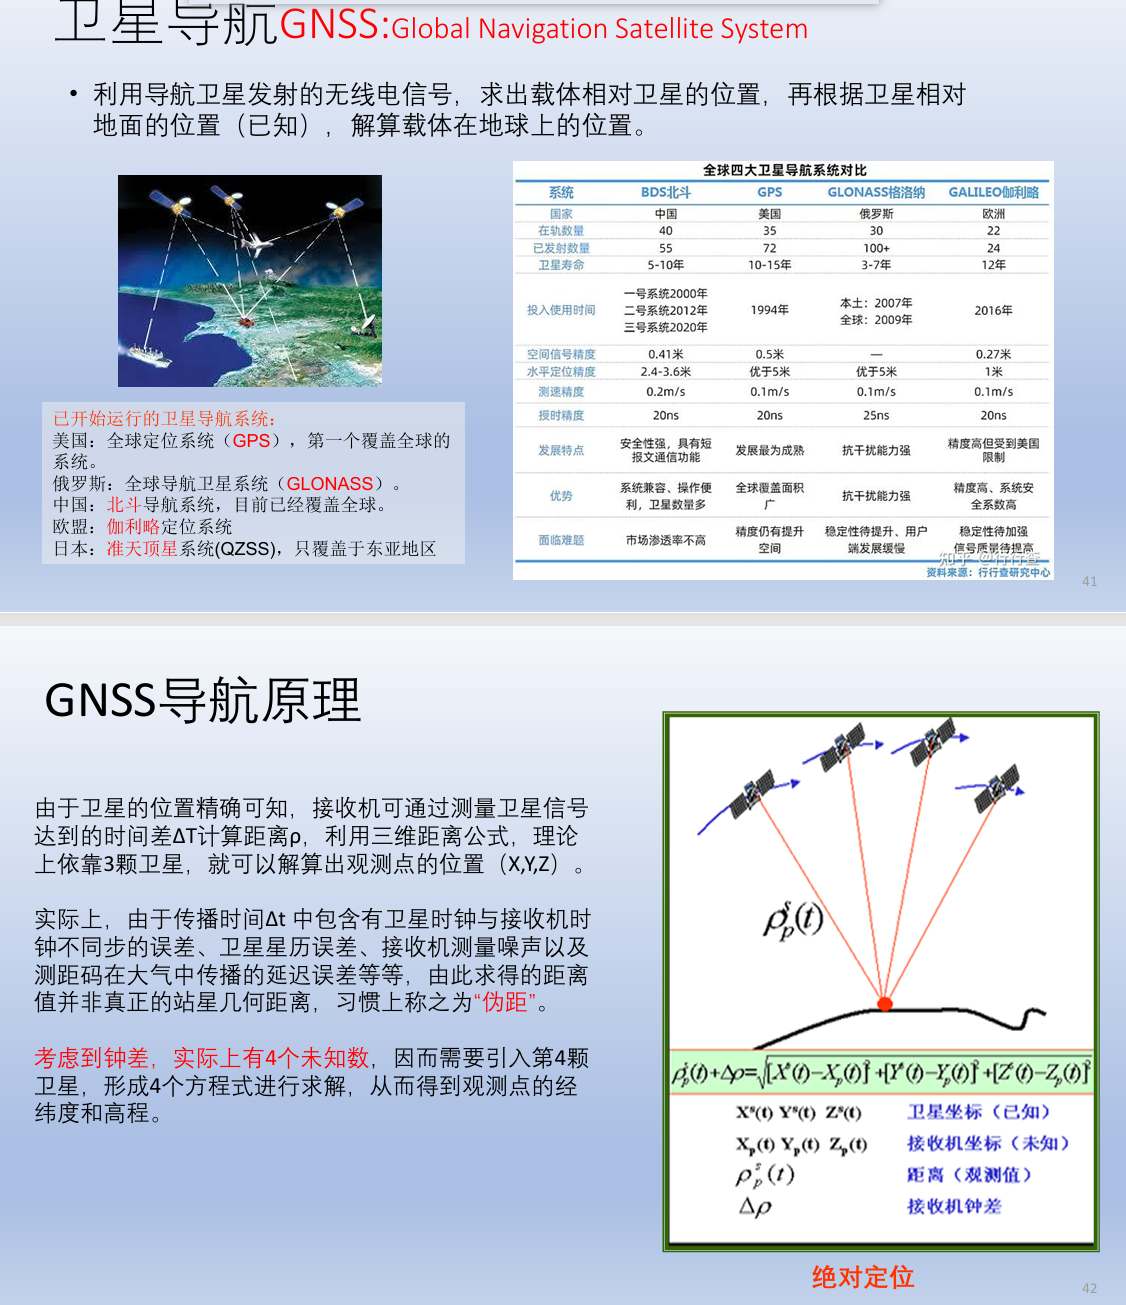 卫星导航GNSS:Global Navigation Satellite System
• 利用导航卫星发射的无线电信号，求出载体相对卫星的位置，再根据卫星相对
地面的位置（已知），解算载体在地球上的位置。
全球四大卫星导航系统对比
系统 BDS北斗 GPS GLONASS格洛纳 GALILEO伽利略
国家 中国 美国 俄罗斯 欧洲
在轨数量 40 35 30 22
已发射数量 55 72 100+ 24
卫星寿命 5-10年 10-15年 3-7年 12年
投入使用时间 一号系统2000年 二号系统2012年 三号系统2020年 1994年 本土：2007年 全球：2009年 2016年
空间信号精度 0.41米 0.5米 — 0.27米
水平定位精度 2.4-3.6米 优于5米 优于5米 1米
测速精度 0.2m/s 0.1m/s 0.1m/s 0.1m/s
授时精度 20ns 20ns 25ns 20ns
发展特点 安全性强，具有短报文通信功能 发展最为成熟 抗干扰能力强 精度高但受到美国限制
优势 系统兼容、操作便利，卫星数量多 全球覆盖面积广 抗干扰能力强 精度高、系统安全系数高
面临难题 市场渗透率不高 精度仍有提升空间 稳定性待提升、用户端发展缓慢 稳定性待加强 信号质量待提高
知乎 @行行查
资料来源：行行查研究中心
已开始运行的卫星导航系统：
美国：全球定位系统（GPS），第一个覆盖全球的
系统。
俄罗斯：全球导航卫星系统（GLONASS）。
中国：北斗导航系统，目前已经覆盖全球。
欧盟：伽利略定位系统
日本：准天顶星系统(QZSS)，只覆盖于东亚地区
41
GNSS导航原理
由于卫星的位置精确可知，接收机可通过测量卫星信号
达到的时间差ΔT计算距离ρ，利用三维距离公式，理论
上依靠3颗卫星，就可以解算出观测点的位置（X,Y,Z）。
实际上，由于传播时间Δt 中包含有卫星时钟与接收机时
钟不同步的误差、卫星星历误差、接收机测量噪声以及
测距码在大气中传播的延迟误差等等，由此求得的距离
值并非真正的站星几何距离，习惯上称之为“伪距”。
考虑到钟差，实际上有4个未知数，因而需要引入第4颗
卫星，形成4个方程式进行求解，从而得到观测点的经
纬度和高程。
ρₚˢ(t)
ρₚˢ(t)+Δρ=√[Xˢ(t)−Xₚ(t)]²+[Yˢ(t)−Yₚ(t)]²+[Zˢ(t)−Zₚ(t)]²
Xˢ(t) Yˢ(t) Zˢ(t) 卫星坐标（已知）
Xₚ(t) Yₚ(t) Zₚ(t) 接收机坐标（未知）
ρₚˢ(t) 距离（观测值）
Δρ 接收机钟差
绝对定位
42